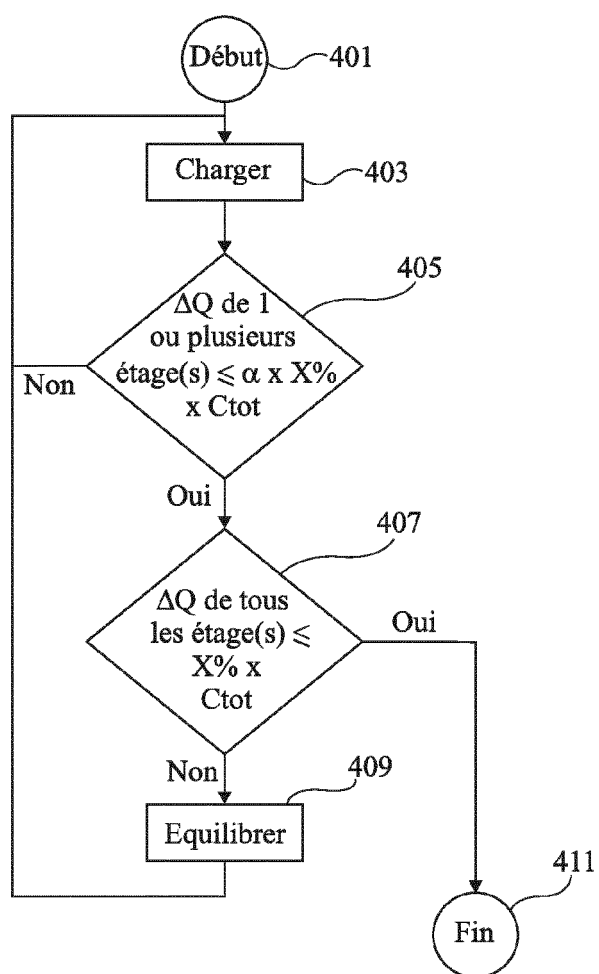 Début
401
Charger
403
405
ΔQ de 1
ou plusieurs
étage(s) ⩽ α x X%
x Ctot
Non
Oui
407
ΔQ de tous
les étage(s) ⩽
X% x
Ctot
Oui
Non
409
Equilibrer
411
Fin